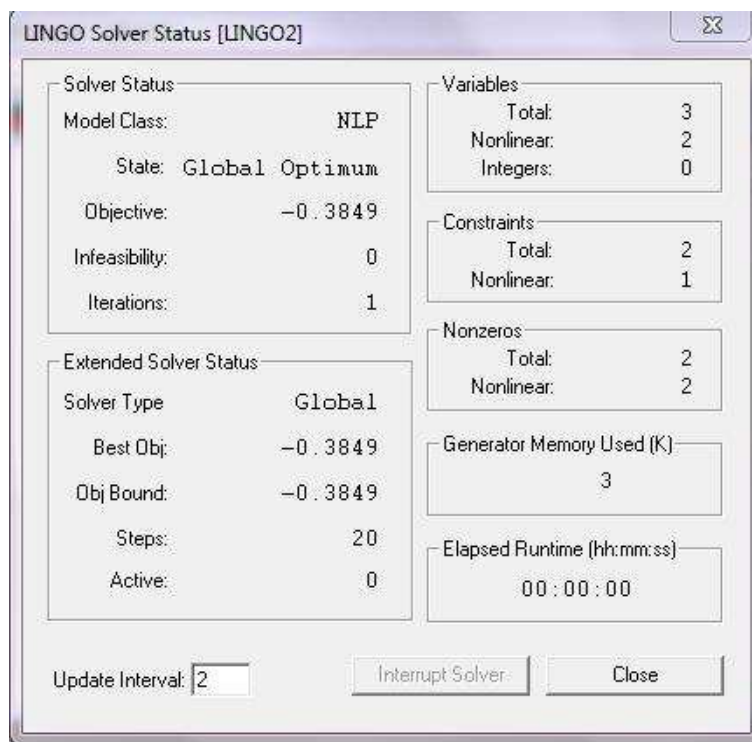 LINGO Solver Status [LINGO2]
Solver Status
Model Class: NLP
State: Global Optimum
Objective: -0.3849
Infeasibility: 0
Iterations: 1
Extended Solver Status
Solver Type Global
Best Obj: -0.3849
Obj Bound: -0.3849
Steps: 20
Active: 0
Variables
Total: 3
Nonlinear: 2
Integers: 0
Constraints
Total: 2
Nonlinear: 1
Nonzeros
Total: 2
Nonlinear: 2
Generator Memory Used (K)
3
Elapsed Runtime (hh:mm:ss)
00:00:00
Update Interval: 2
Interrupt Solver
Close